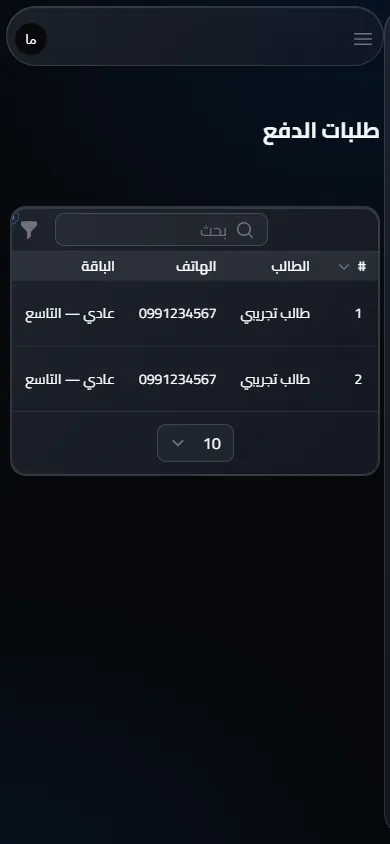 ما
طلبات الدفع
بحث
# الطالب الهاتف الباقة
1 طالب تجريبي 0991234567 عادي — التاسع
2 طالب تجريبي 0991234567 عادي — التاسع
10